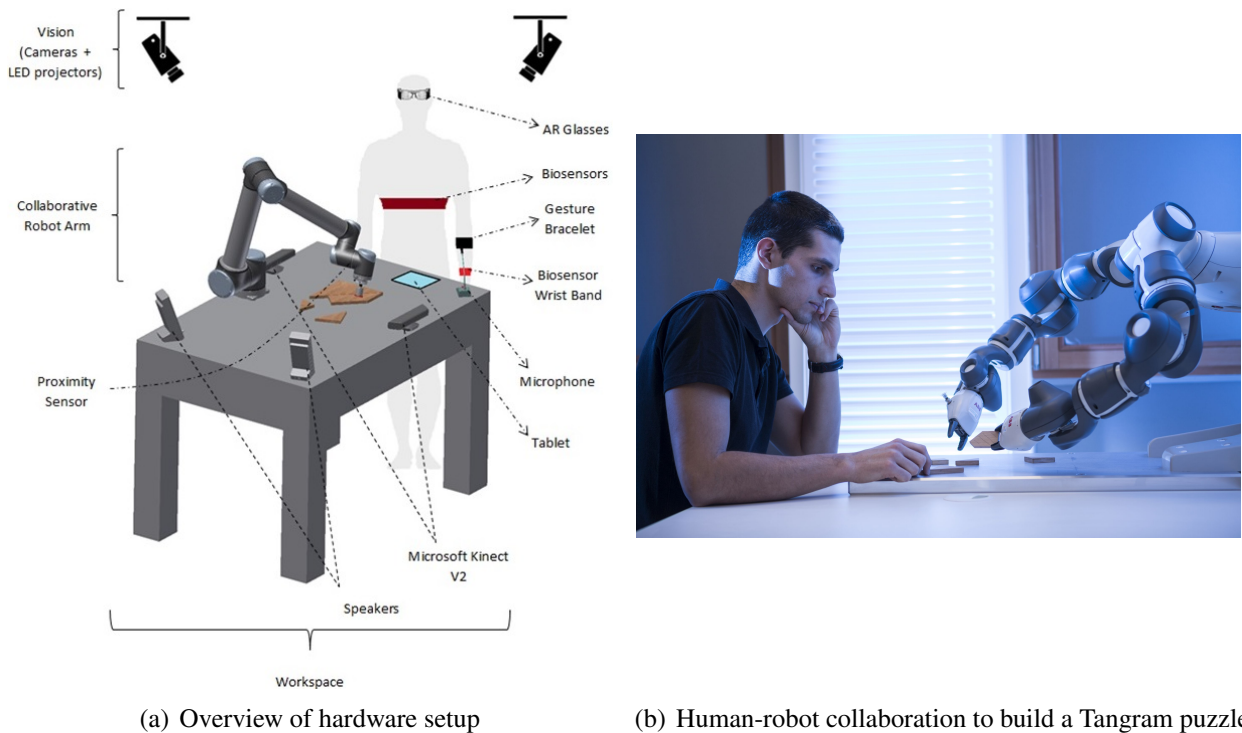 Vision
(Cameras +
LED projectors)
AR Glasses
Biosensors
Collaborative
Robot Arm
Gesture
Bracelet
Biosensor
Wrist Band
Proximity
Sensor
Microphone
Tablet
Microsoft Kinect
V2
Speakers
Workspace
(a) Overview of hardware setup
(b) Human-robot collaboration to build a Tangram puzzle